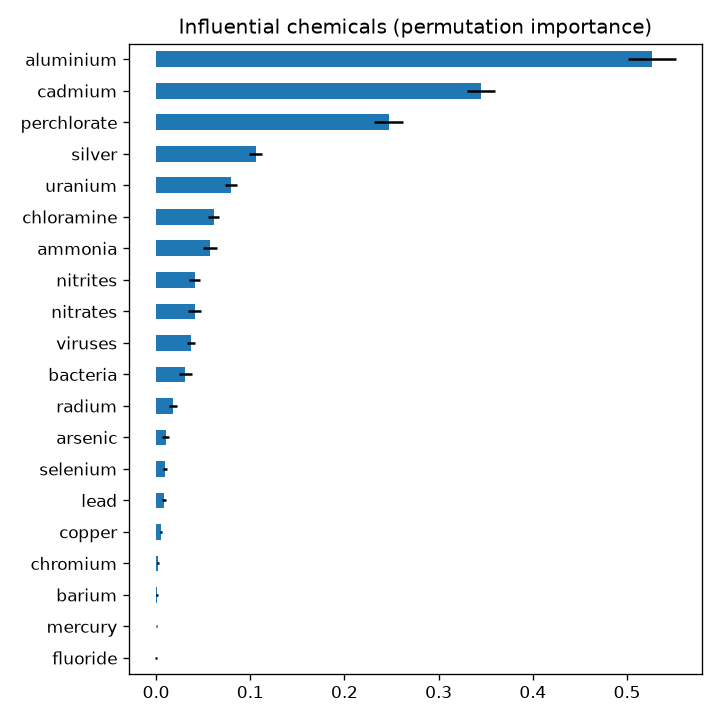 Influential chemicals (permutation importance)
aluminium
cadmium
perchlorate
silver
uranium
chloramine
ammonia
nitrites
nitrates
viruses
bacteria
radium
arsenic
selenium
lead
copper
chromium
barium
mercury
fluoride
0.0 0.1 0.2 0.3 0.4 0.5